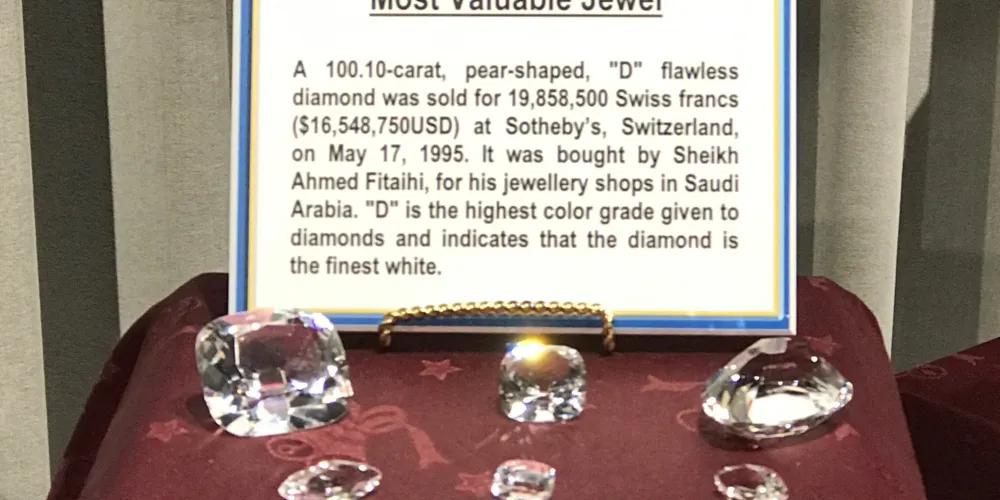 Most Valuable Jewel
A 100.10-carat, pear-shaped, "D" flawless
diamond was sold for 19,858,500 Swiss francs
($16,548,750USD) at Sotheby's, Switzerland,
on May 17, 1995. It was bought by Sheikh
Ahmed Fitaihi, for his jewellery shops in Saudi
Arabia. "D" is the highest color grade given to
diamonds and indicates that the diamond is
the finest white.